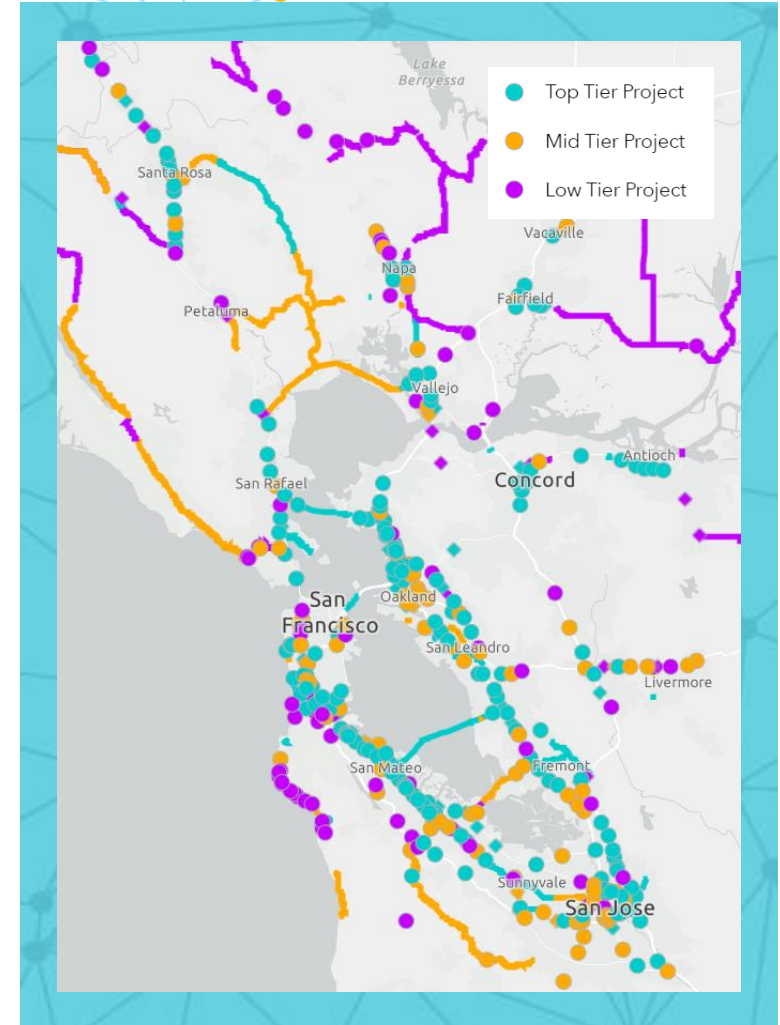 Lake
Berryessa
Top Tier Project
Mid Tier Project
Low Tier Project
Santa Rosa
Vacaville
Napa
Fairfield
Petaluma
Vallejo
Antioch
Concord
San Rafael
Oakland
San
Francisco
San Leandro
Livermore
San Mateo
Fremont
Sunnyvale
San Jose